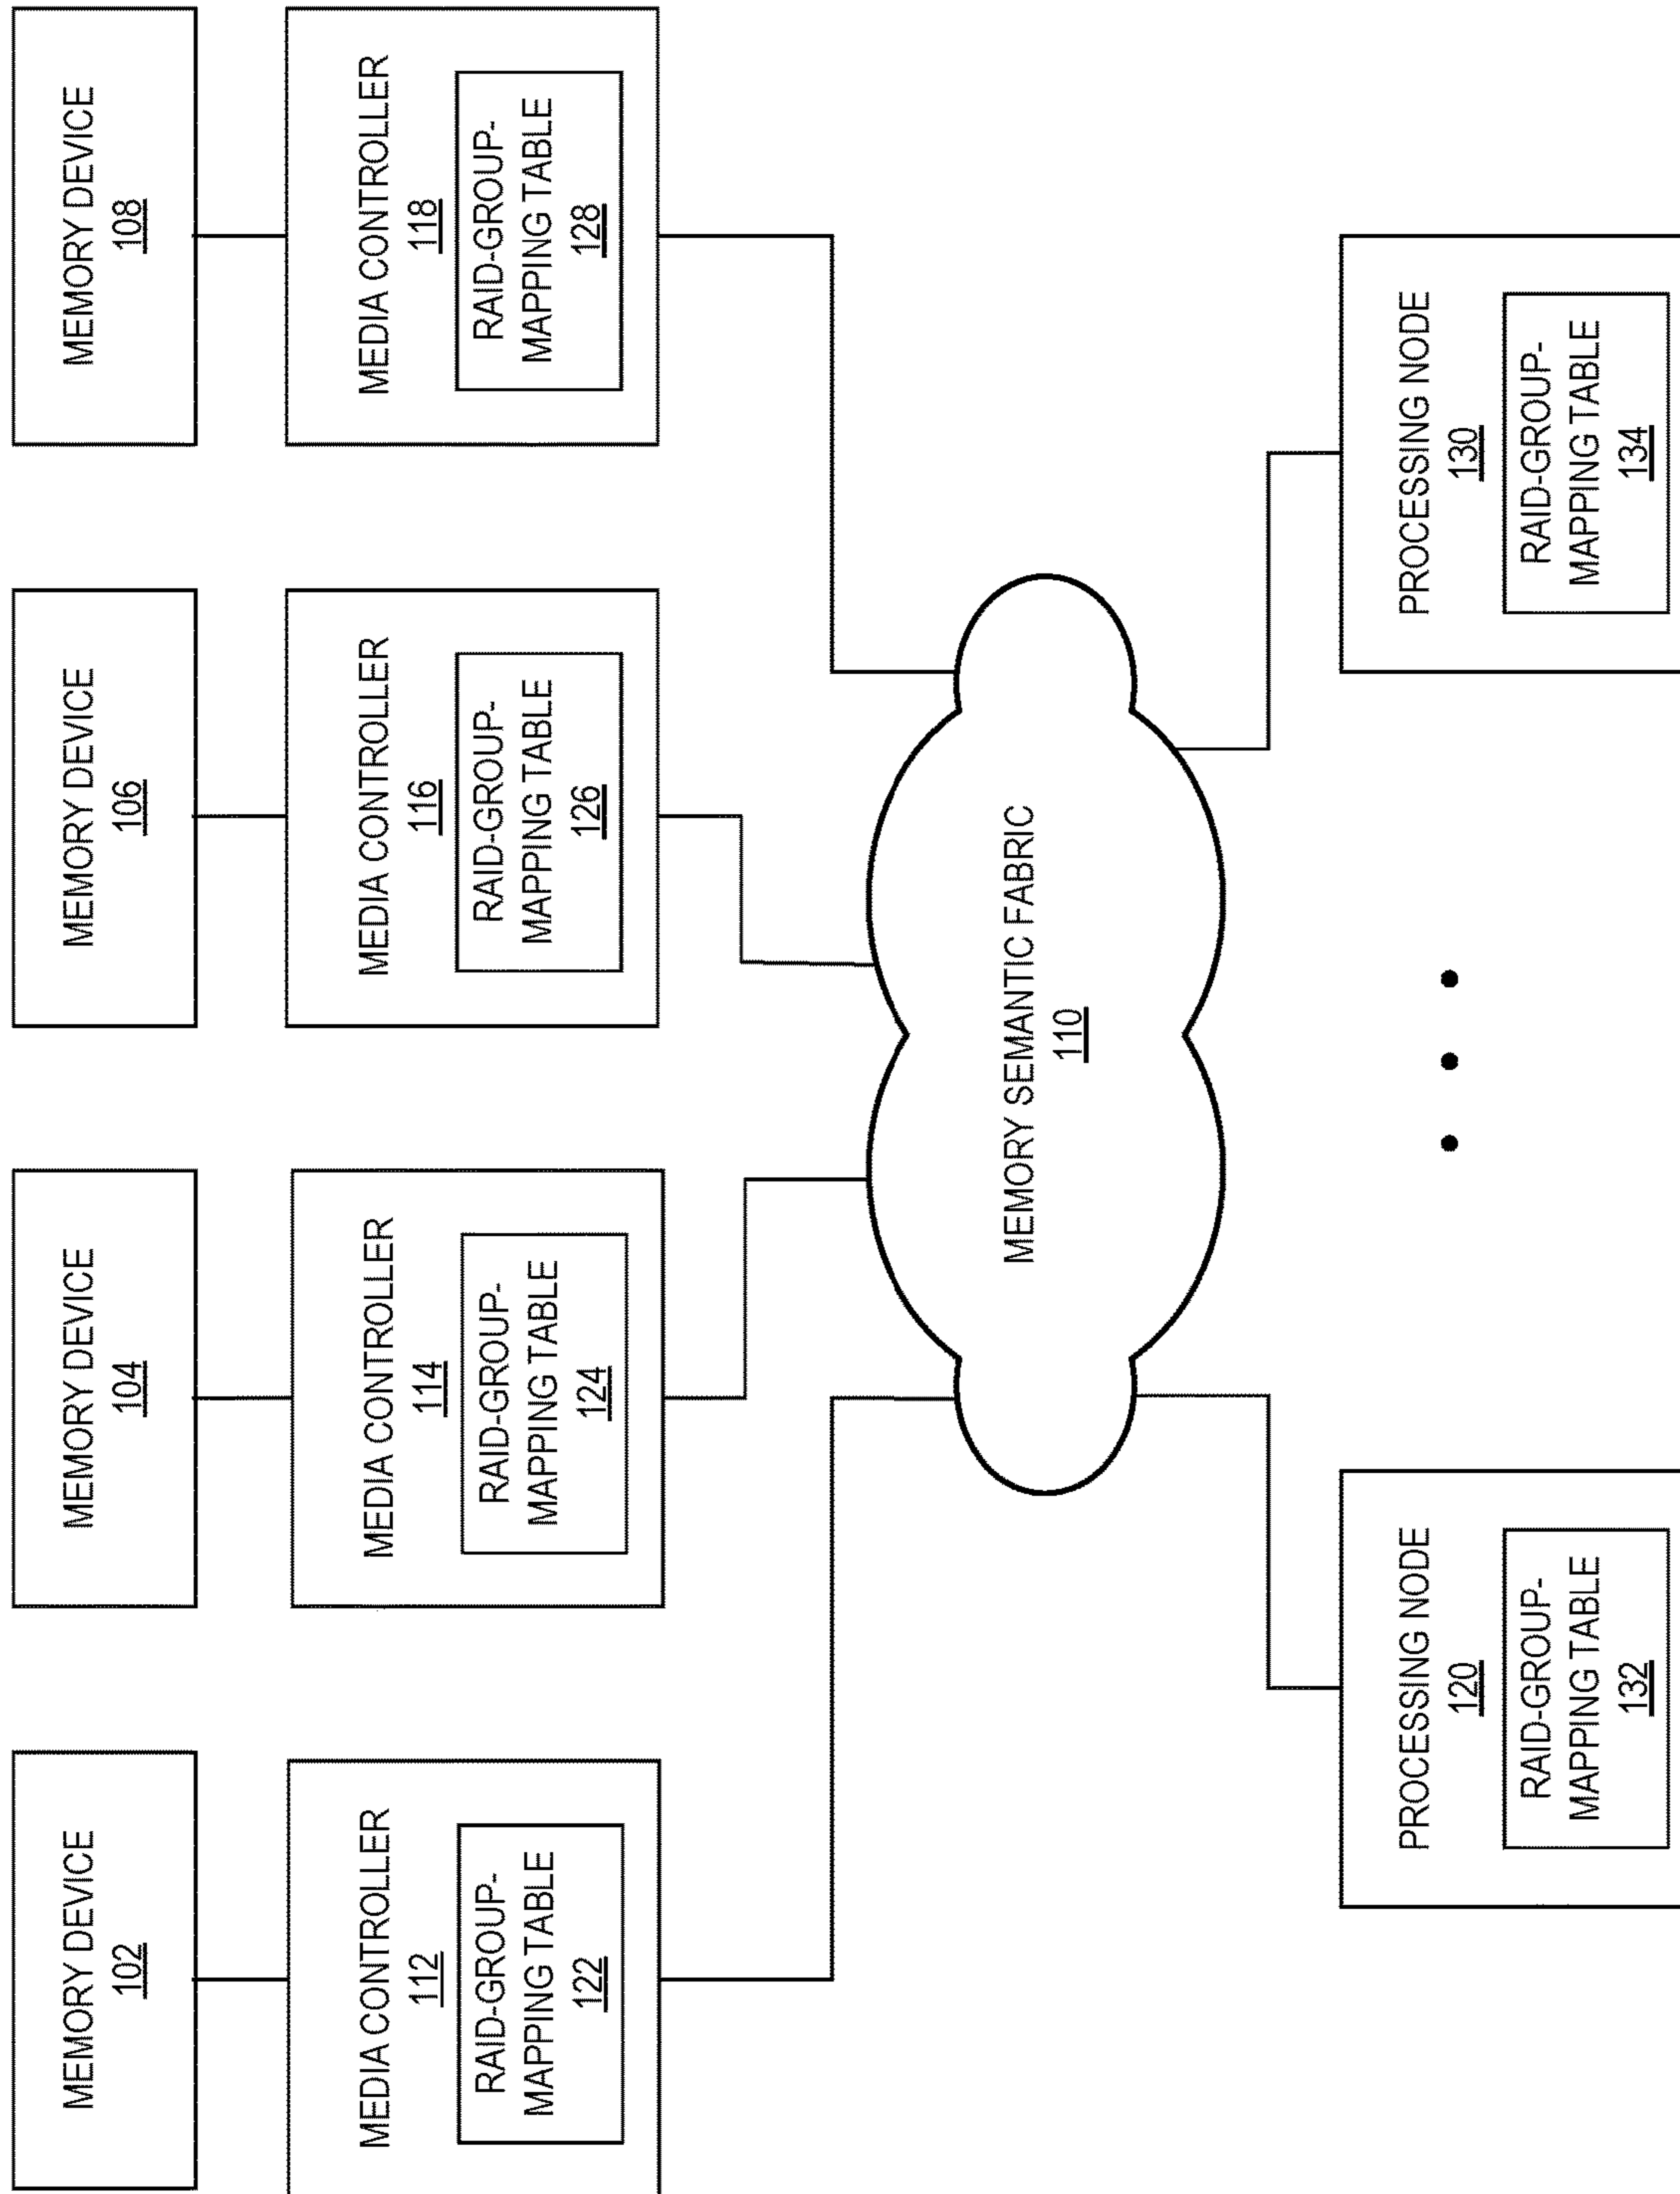 MEMORY DEVICE
102
MEMORY DEVICE
104
MEMORY DEVICE
106
MEMORY DEVICE
108
MEDIA CONTROLLER
112
RAID-GROUP-
MAPPING TABLE
122
MEDIA CONTROLLER
114
RAID-GROUP-
MAPPING TABLE
124
MEDIA CONTROLLER
116
RAID-GROUP-
MAPPING TABLE
126
MEDIA CONTROLLER
118
RAID-GROUP-
MAPPING TABLE
128
MEMORY SEMANTIC FABRIC
110
PROCESSING NODE
120
RAID-GROUP-
MAPPING TABLE
132
PROCESSING NODE
130
RAID-GROUP-
MAPPING TABLE
134